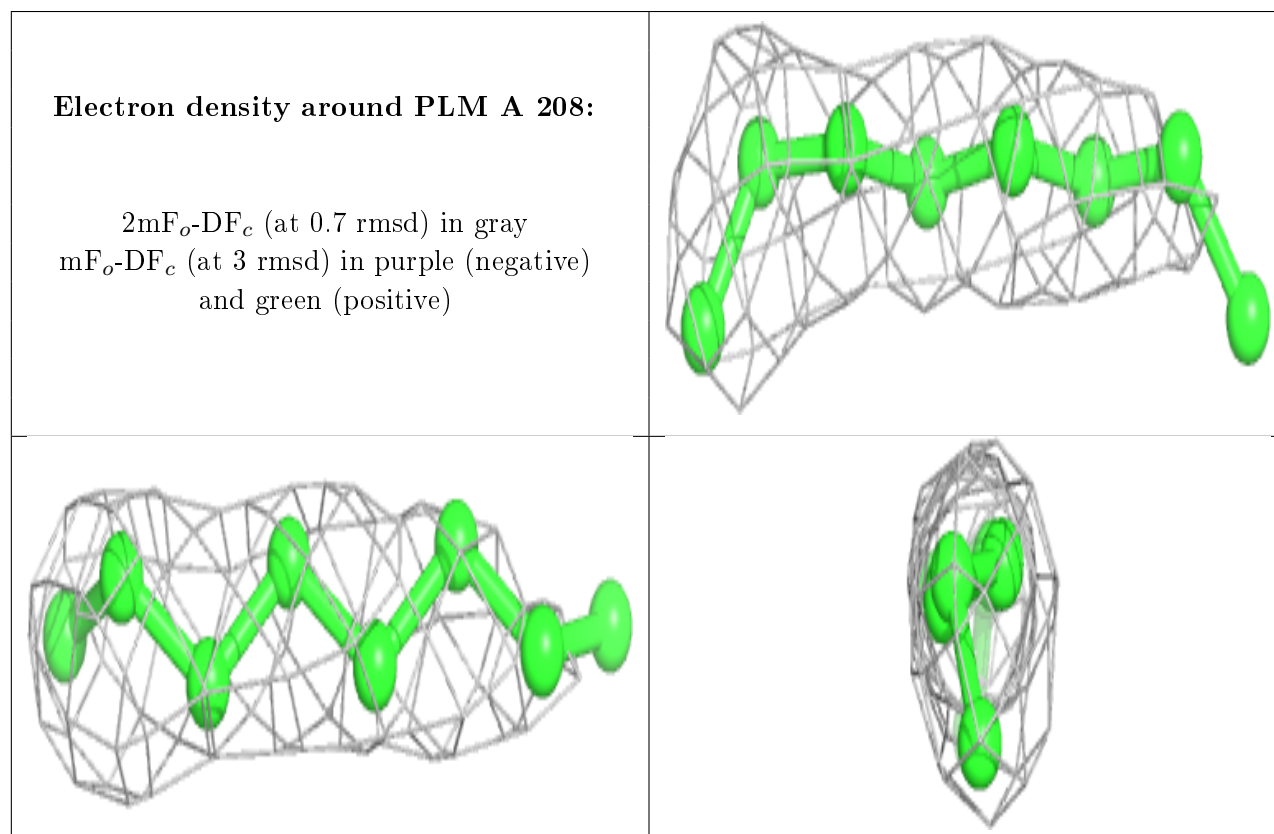 Electron density around PLM A 208:
2mFo-DFc (at 0.7 rmsd) in gray
mFo-DFc (at 3 rmsd) in purple (negative)
and green (positive)